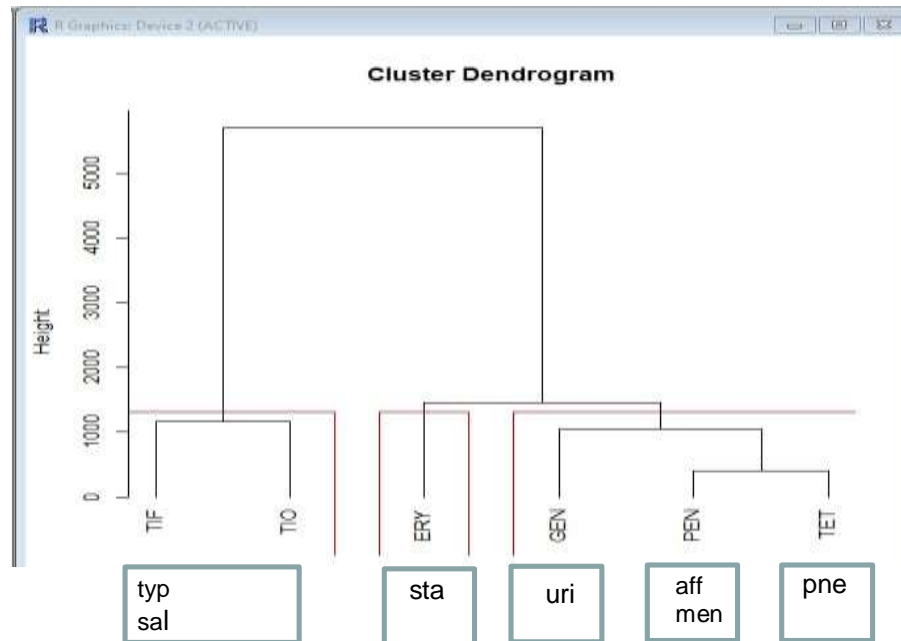 R Graphics: Device 2 (ACTIVE)
Cluster Dendrogram
Height
5000
4000
3000
2000
1000
0
TIF
TIO
ERY
GEN
PEN
TET
typ
sal
sta
uri
aff
men
pne